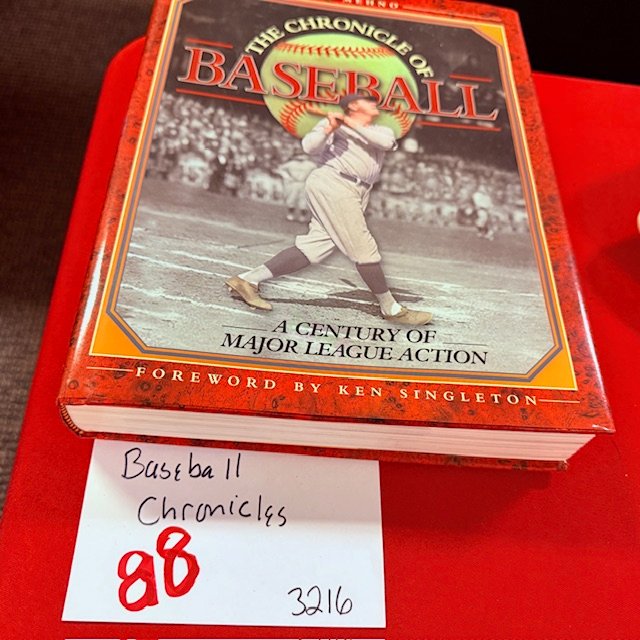 THE CHRONICLE OF
BASEBALL
A CENTURY OF
MAJOR LEAGUE ACTION
FOREWORD BY KEN SINGLETON
Baseball
Chronicles
88
3216